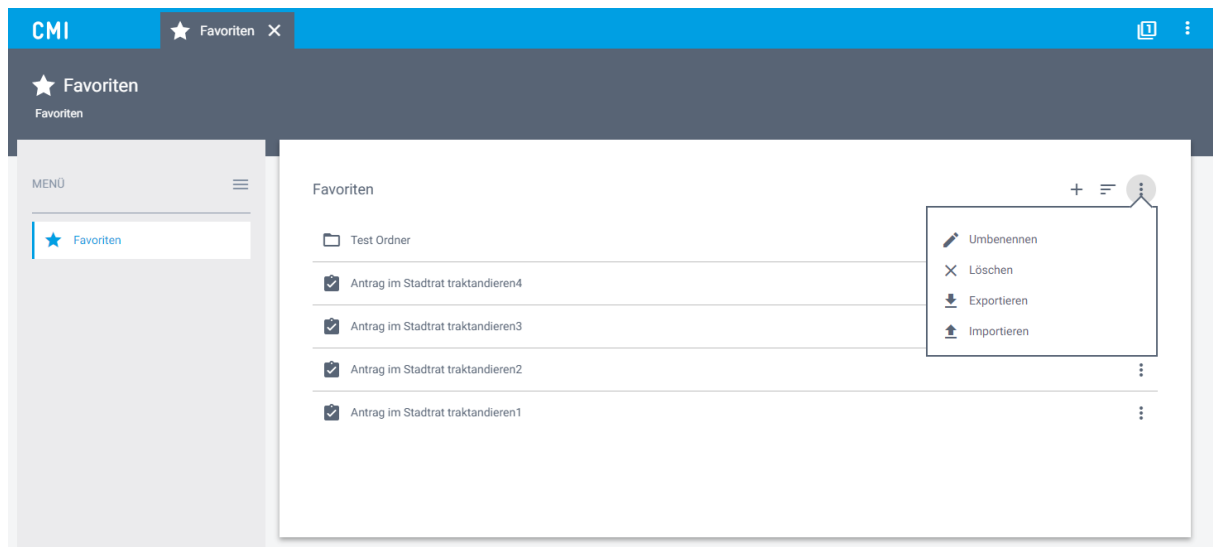 CMI
Favoriten
1
Favoriten
Favoriten
MENÜ
Favoriten
Favoriten
Test Ordner
Antrag im Stadtrat traktandieren4
Antrag im Stadtrat traktandieren3
Antrag im Stadtrat traktandieren2
Antrag im Stadtrat traktandieren1
Umbenennen
Löschen
Exportieren
Importieren